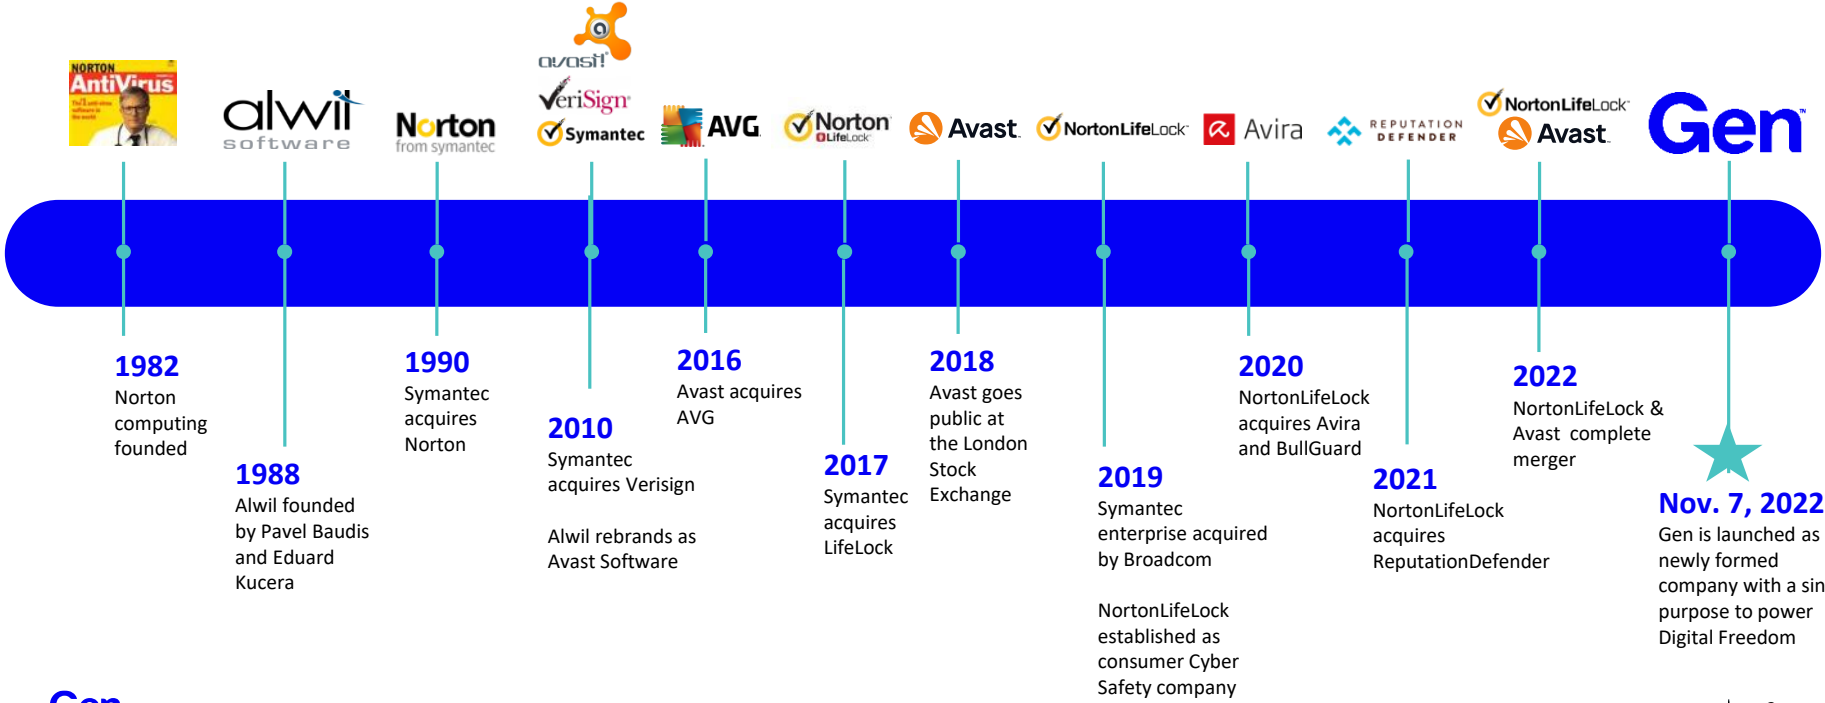 NORTON
AntiVirus
avast!
VeriSign
Symantec
alwil
software
Norton
from symantec
AVG
Norton
LifeLock
Avast
NortonLifeLock
Avira
REPUTATION
DEFENDER
NortonLifeLock
Avast
Gen™
1982
Norton
computing
founded
1988
Alwil founded
by Pavel Baudis
and Eduard
Kucera
1990
Symantec
acquires
Norton
2010
Symantec
acquires Verisign
Alwil rebrands as
Avast Software
2016
Avast acquires
AVG
2017
Symantec
acquires
LifeLock
2018
Avast goes
public at
the London
Stock
Exchange
2019
Symantec
enterprise acquired
by Broadcom
NortonLifeLock
established as
consumer Cyber
Safety company
2020
NortonLifeLock
acquires Avira
and BullGuard
2021
NortonLifeLock
acquires
ReputationDefender
2022
NortonLifeLock &
Avast  complete
merger
Nov. 7, 2022
Gen is launched as
newly formed
company with a sin
purpose to power
Digital Freedom
Gen